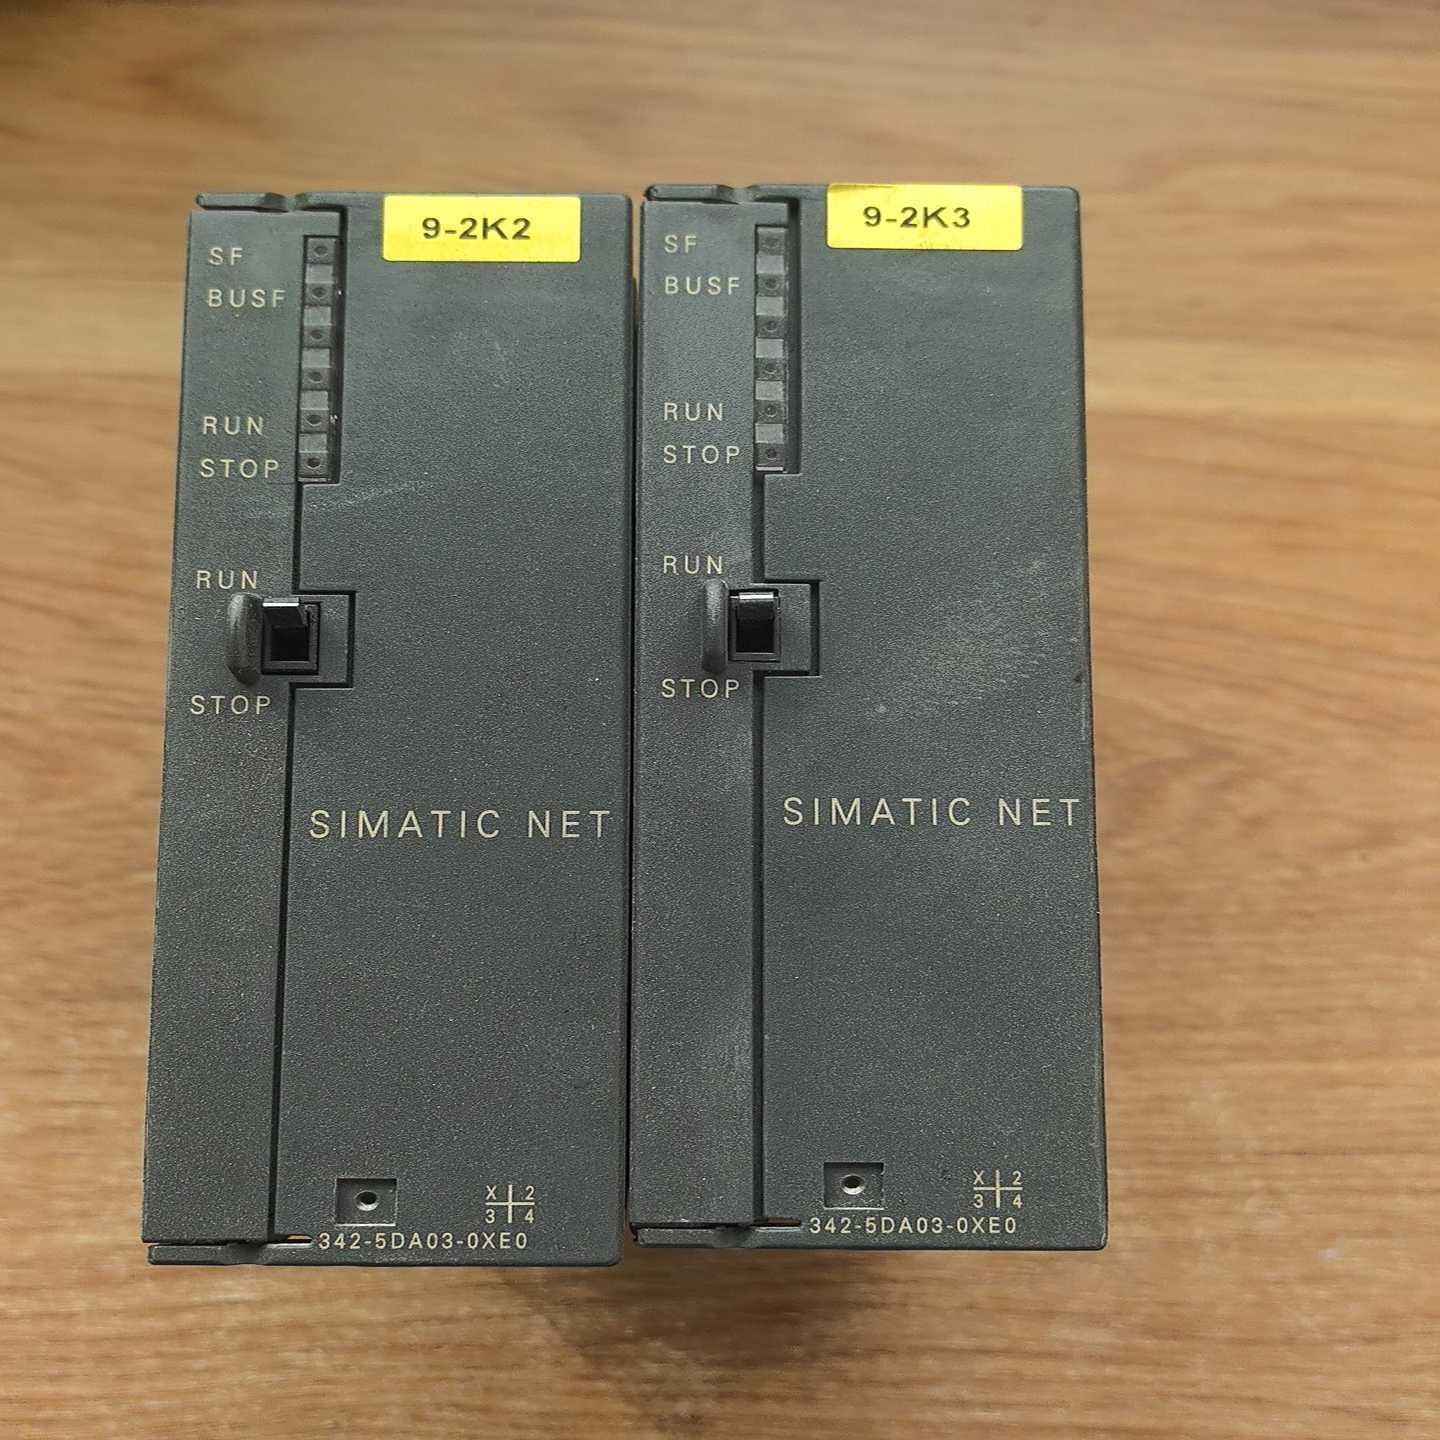 9-2K2
SF
BUSF
RUN
STOP
RUN
STOP
SIMATIC NET
X 2
3 4
342-5DA03-0XE0
9-2K3
SF
BUSF
RUN
STOP
RUN
STOP
SIMATIC NET
X 2
3 4
342-5DA03-0XE0